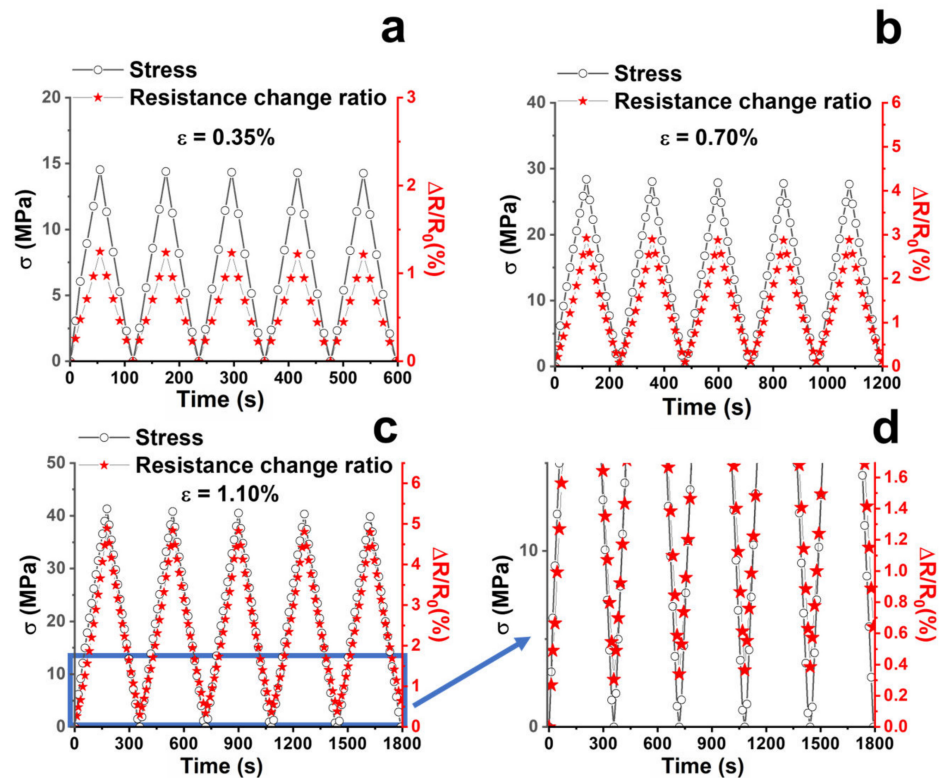 a
Stress
Resistance change ratio
ε = 0.35%
20
15
10
5
0
σ (MPa)
3
2
1
0
ΔR/R₀(%)
0 100 200 300 400 500 600
Time (s)
b
Stress
Resistance change ratio
ε = 0.70%
40
30
20
10
0
σ (MPa)
6
5
4
3
2
1
0
ΔR/R₀(%)
0 200 400 600 800 1000 1200
Time (s)
c
Stress
Resistance change ratio
ε = 1.10%
50
40
30
20
10
0
σ (MPa)
6
5
4
3
2
1
0
ΔR/R₀(%)
0 300 600 900 1200 1500 1800
Time (s)
d
10
0
σ (MPa)
1.6
1.4
1.2
1.0
0.8
0.6
0.4
0.2
0.0
ΔR/R₀(%)
0 300 600 900 1200 1500 1800
Time (s)